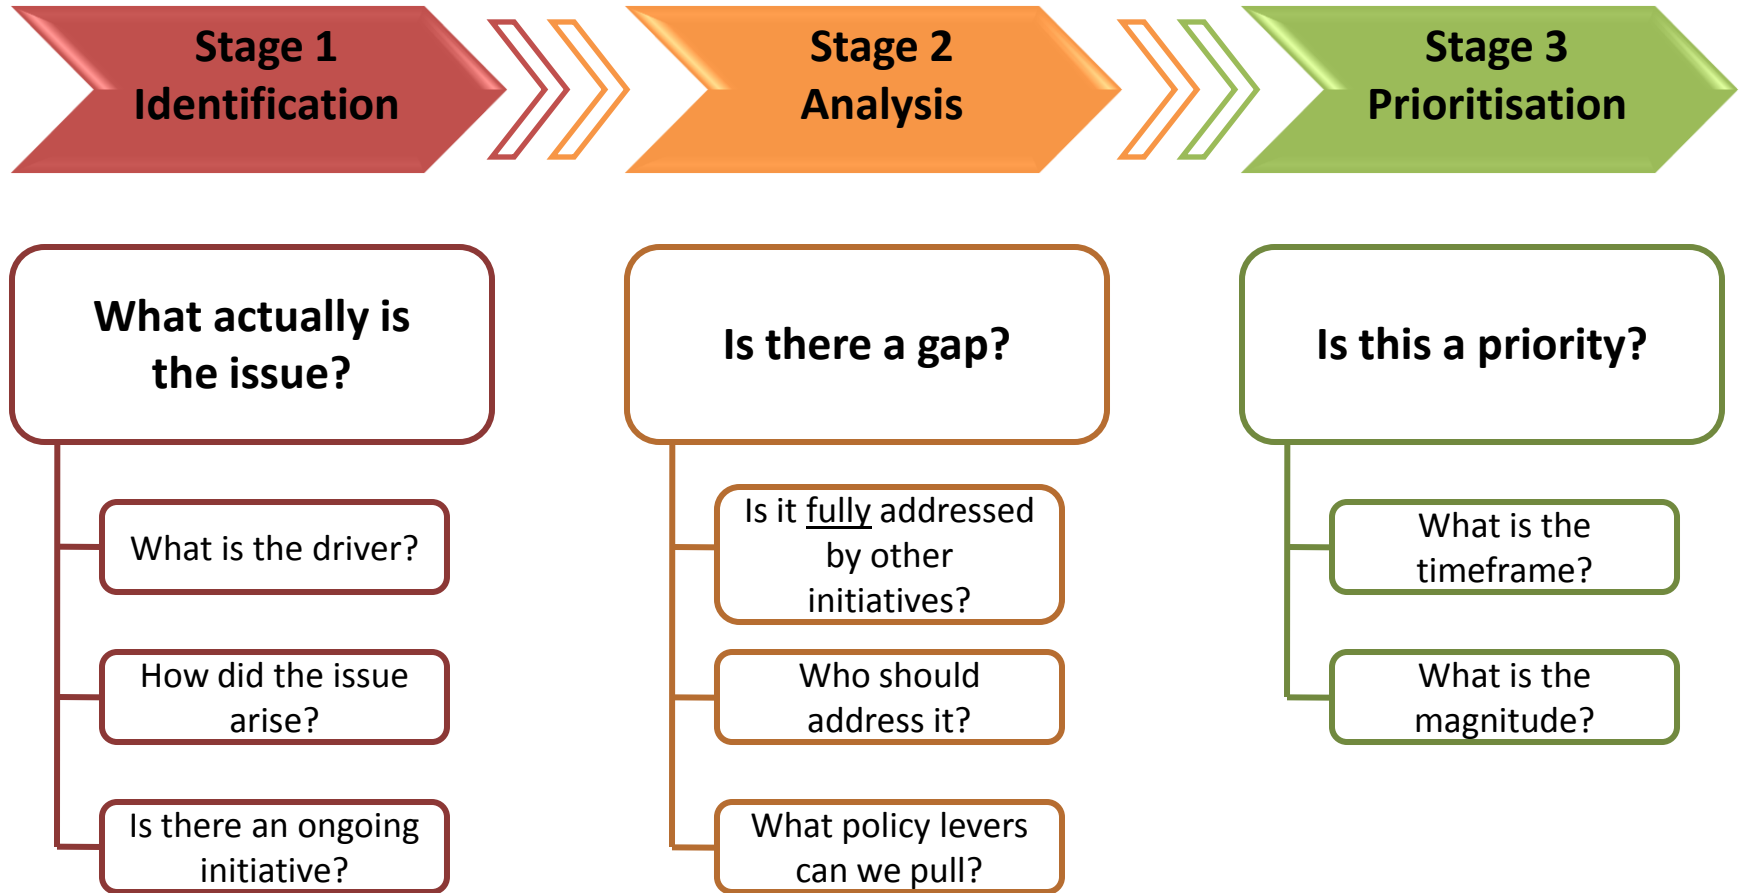 Stage 1
Identification
Stage 2
Analysis
Stage 3
Prioritisation
What actually is
the issue?
What is the driver?
How did the issue
arise?
Is there an ongoing
initiative?
Is there a gap?
Is it fully addressed
by other
initiatives?
Who should
address it?
What policy levers
can we pull?
Is this a priority?
What is the
timeframe?
What is the
magnitude?